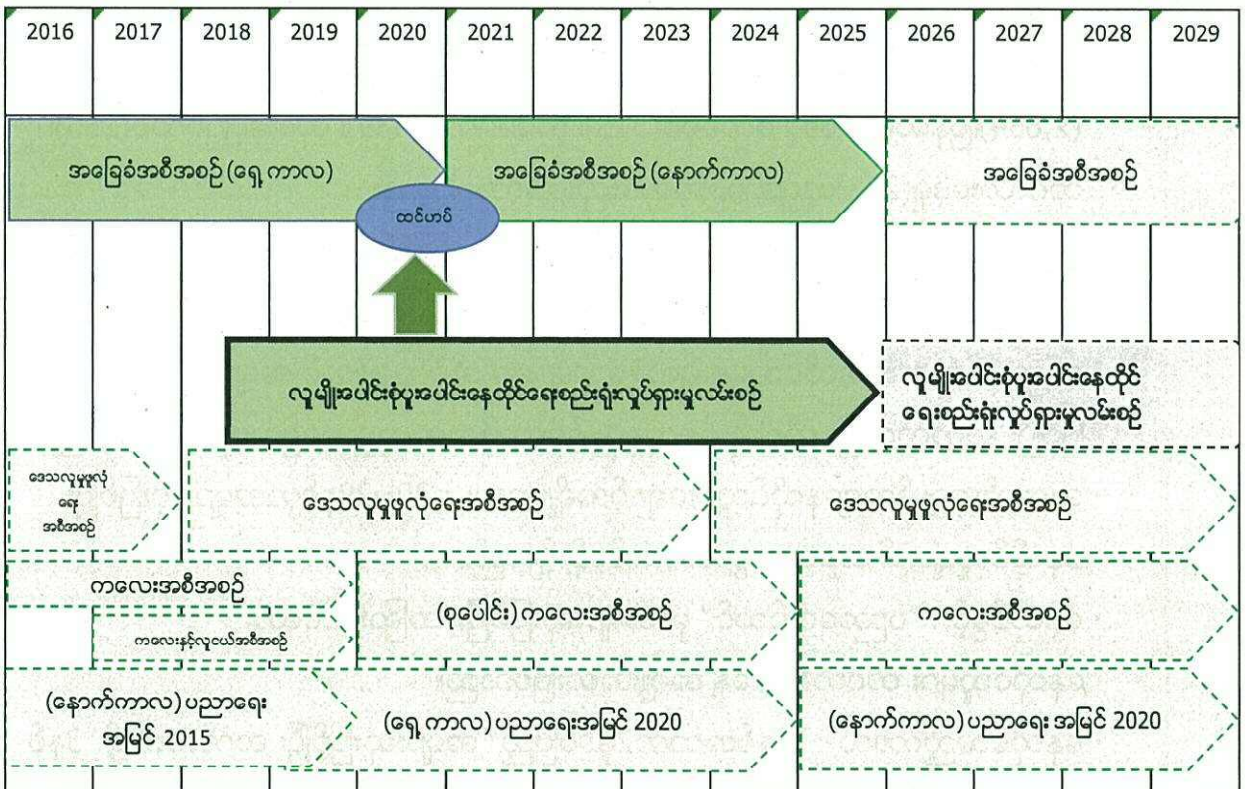 2016 2017 2018 2019 2020 2021 2022 2023 2024 2025 2026 2027 2028 2029
အခြေခံအစီအစဉ် (ရှေ့ ကာလ)
အခြေခံအစီအစဉ် (နောက်ကာလ)
အခြေခံအစီအစဉ်
ထင်ဟပ်
လူမျိုးပေါင်းစုံပူးပေါင်းနေထိုင်ရေးစည်းရုံးလှုပ်ရှားမှုလမ်းစဉ်
လူမျိုးပေါင်းစုံပူးပေါင်းနေထိုင်
ရေးစည်းရုံးလှုပ်ရှားမှုလမ်းစဉ်
ဒေသလူမှုဖူလုံ
ရေး
အစီအစဉ်
ဒေသလူမှုဖူလုံရေးအစီအစဉ်
ဒေသလူမှုဖူလုံရေးအစီအစဉ်
ကလေးအစီအစဉ်
ကလေးနှင့်လူငယ်အစီအစဉ်
(စုပေါင်း) ကလေးအစီအစဉ်
ကလေးအစီအစဉ်
(နောက်ကာလ) ပညာရေး
အမြင် 2015
(ရှေ့ ကာလ) ပညာရေးအမြင် 2020
(နောက်ကာလ) ပညာရေး အမြင် 2020